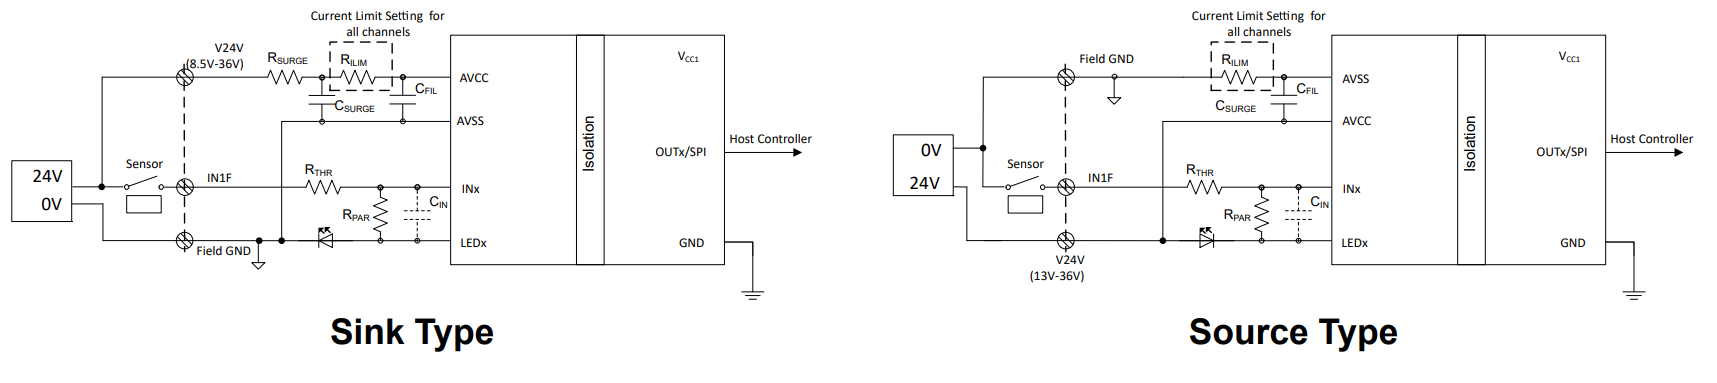 Current Limit Setting for
all channels
V24V
(8.5V-36V)
RSURGE
RILIM
AVCC
VCC1
CFIL
CSURGE
AVSS
Isolation
Host Controller
OUTx/SPI
Sensor
24V
0V
IN1F
RTHR
INx
RPAR
CIN
Field GND
LEDx
GND
Sink Type
Current Limit Setting for
all channels
Field GND
RILIM
AVSS
VCC1
CFIL
CSURGE
AVCC
Isolation
Host Controller
OUTx/SPI
0V
24V
Sensor
IN1F
RTHR
INx
RPAR
CIN
LEDx
GND
V24V
(13V-36V)
Source Type